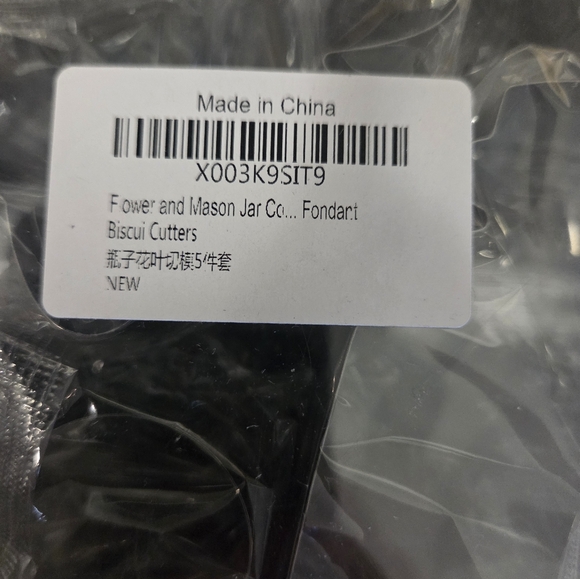 Made in China
X003K9SIT9
Flower and Mason Jar Co... Fondant
Biscui Cutters
瓶子花叶切模5件套
NEW